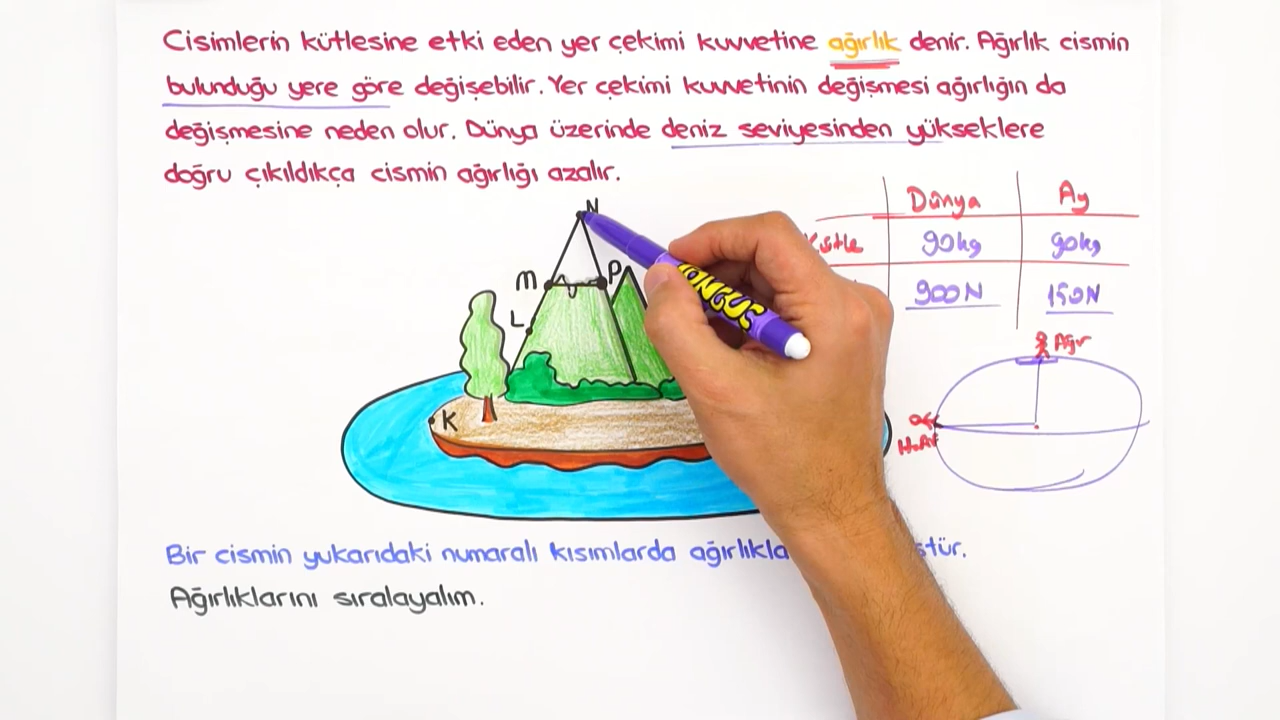 Cisimlerin kütlesine etki eden yer çekimi kuvvetine ağırlık denir. Ağırlık cismin
bulunduğu yere göre değişebilir. Yer çekimi kuvvetinin değişmesi ağırlığın da
değişmesine neden olur. Dünya üzerinde deniz seviyesinden yükseklere
doğru çıkıldıkça cismin ağırlığı azalır.
Dünya Ay
Kütle 90kg 90kg
900N 150N
N
M P
L
K
TONGUÇ
Ağır
Hafif
Bir cismin yukarıdaki numaralı kısımlarda
Ağırlıklarını sıralayalım.